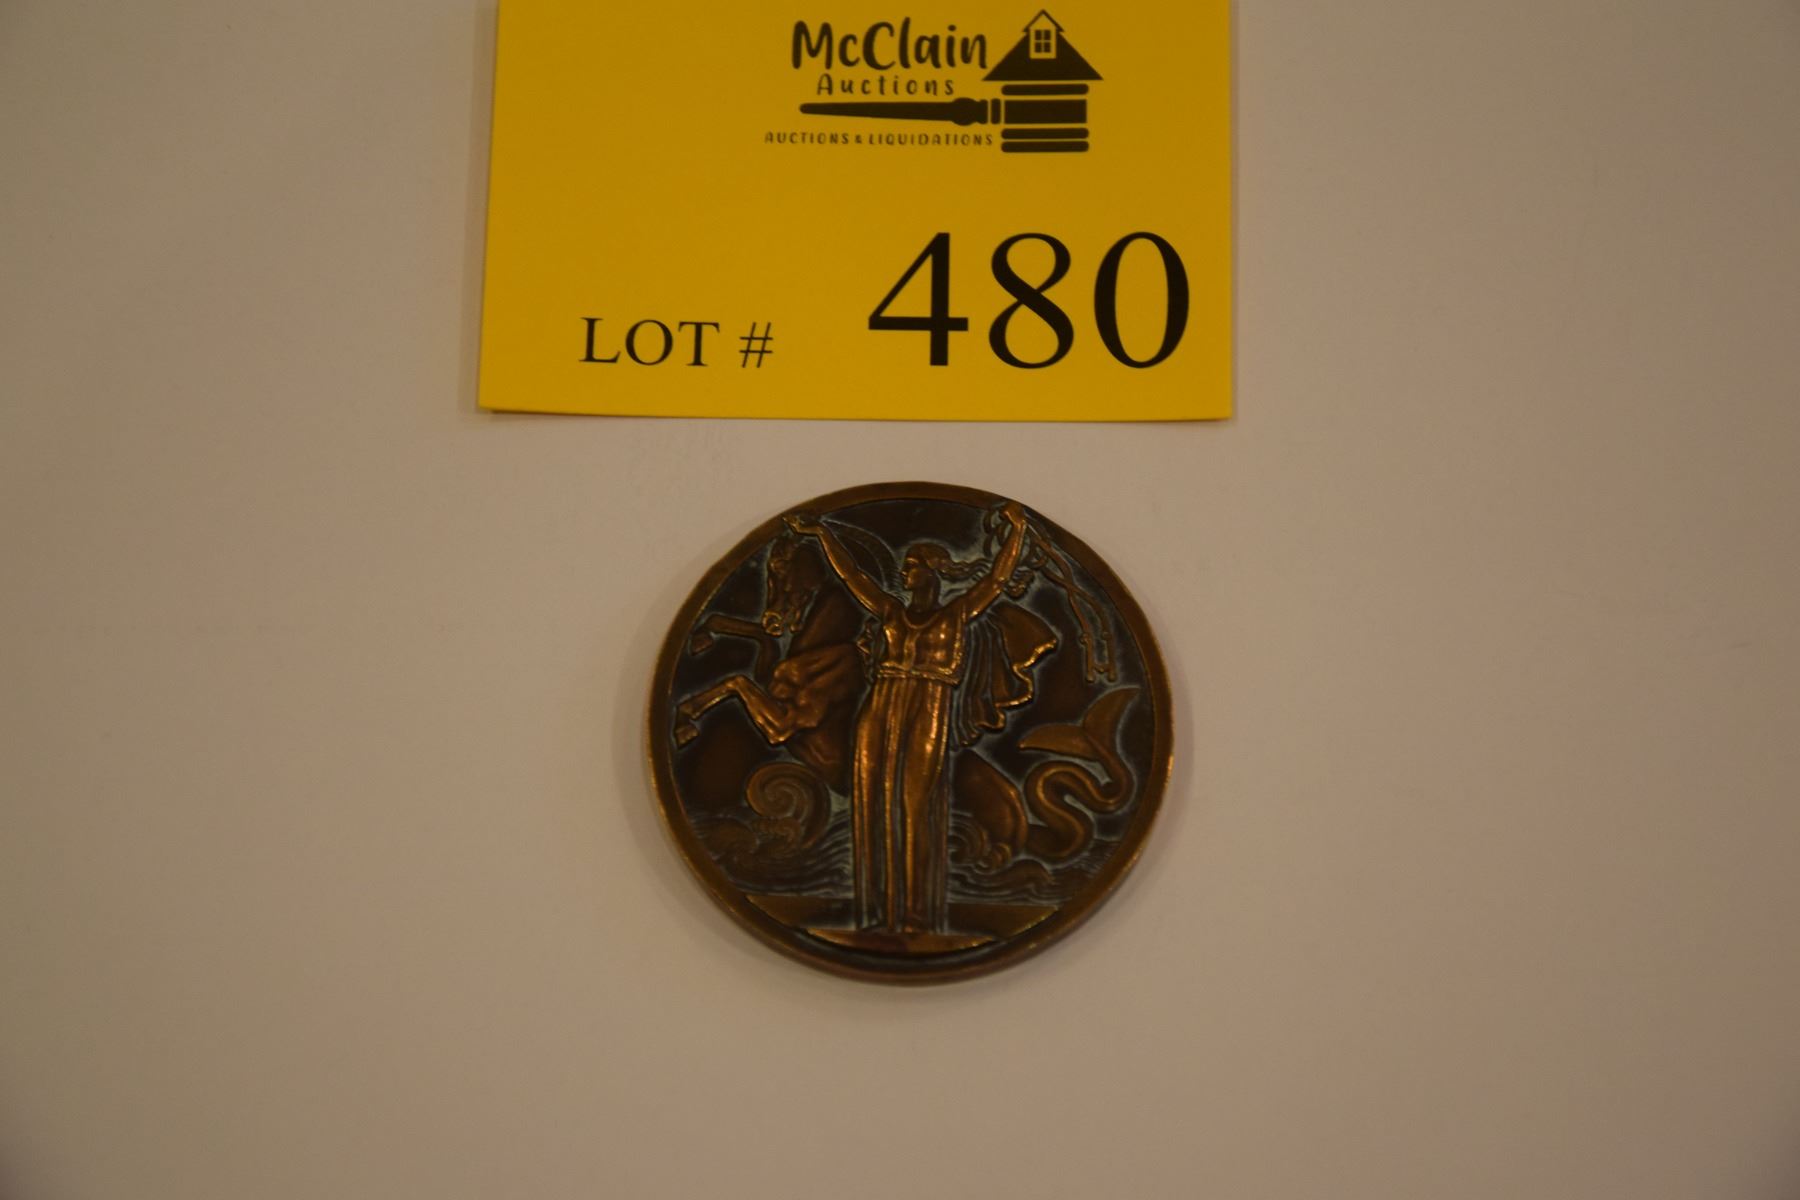 McClain
Auctions
AUCTIONS & LIQUIDATIONS
LOT # 480